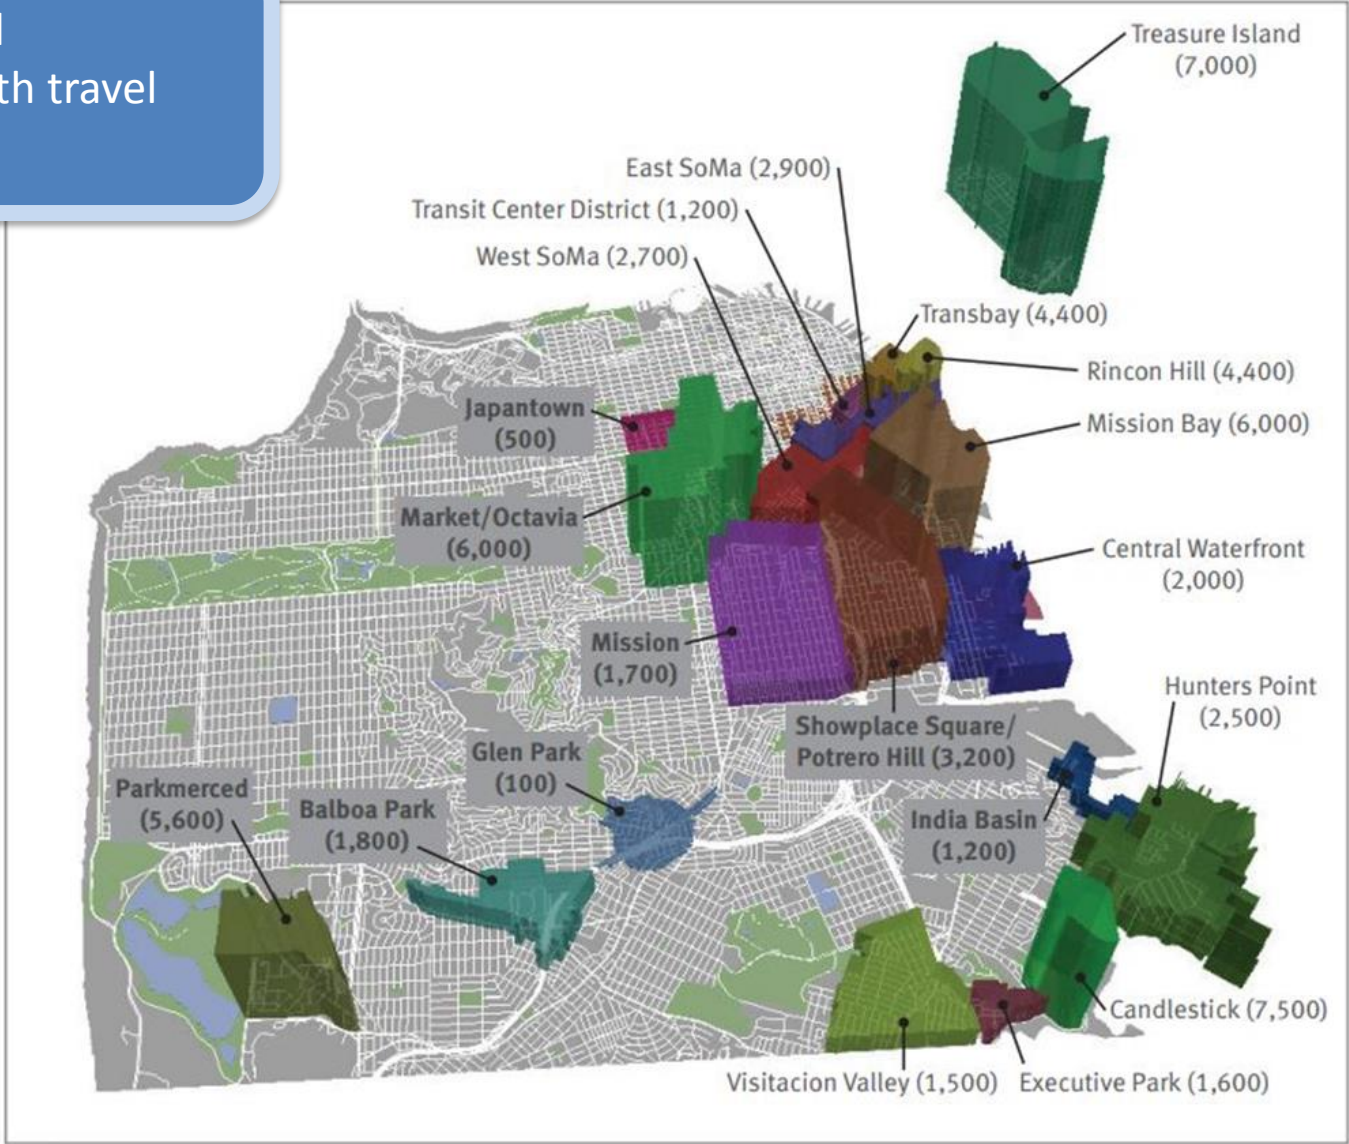 th travel
Treasure Island
(7,000)
East SoMa (2,900)
Transit Center District (1,200)
West SoMa (2,700)
Transbay (4,400)
Rincon Hill (4,400)
Japantown
(500)
Mission Bay (6,000)
Market/Octavia
(6,000)
Central Waterfront
(2,000)
Mission
(1,700)
Hunters Point
(2,500)
Showplace Square/
Potrero Hill (3,200)
Glen Park
(100)
Parkmerced
(5,600)
Balboa Park
(1,800)
India Basin
(1,200)
Candlestick (7,500)
Visitacion Valley (1,500)
Executive Park (1,600)